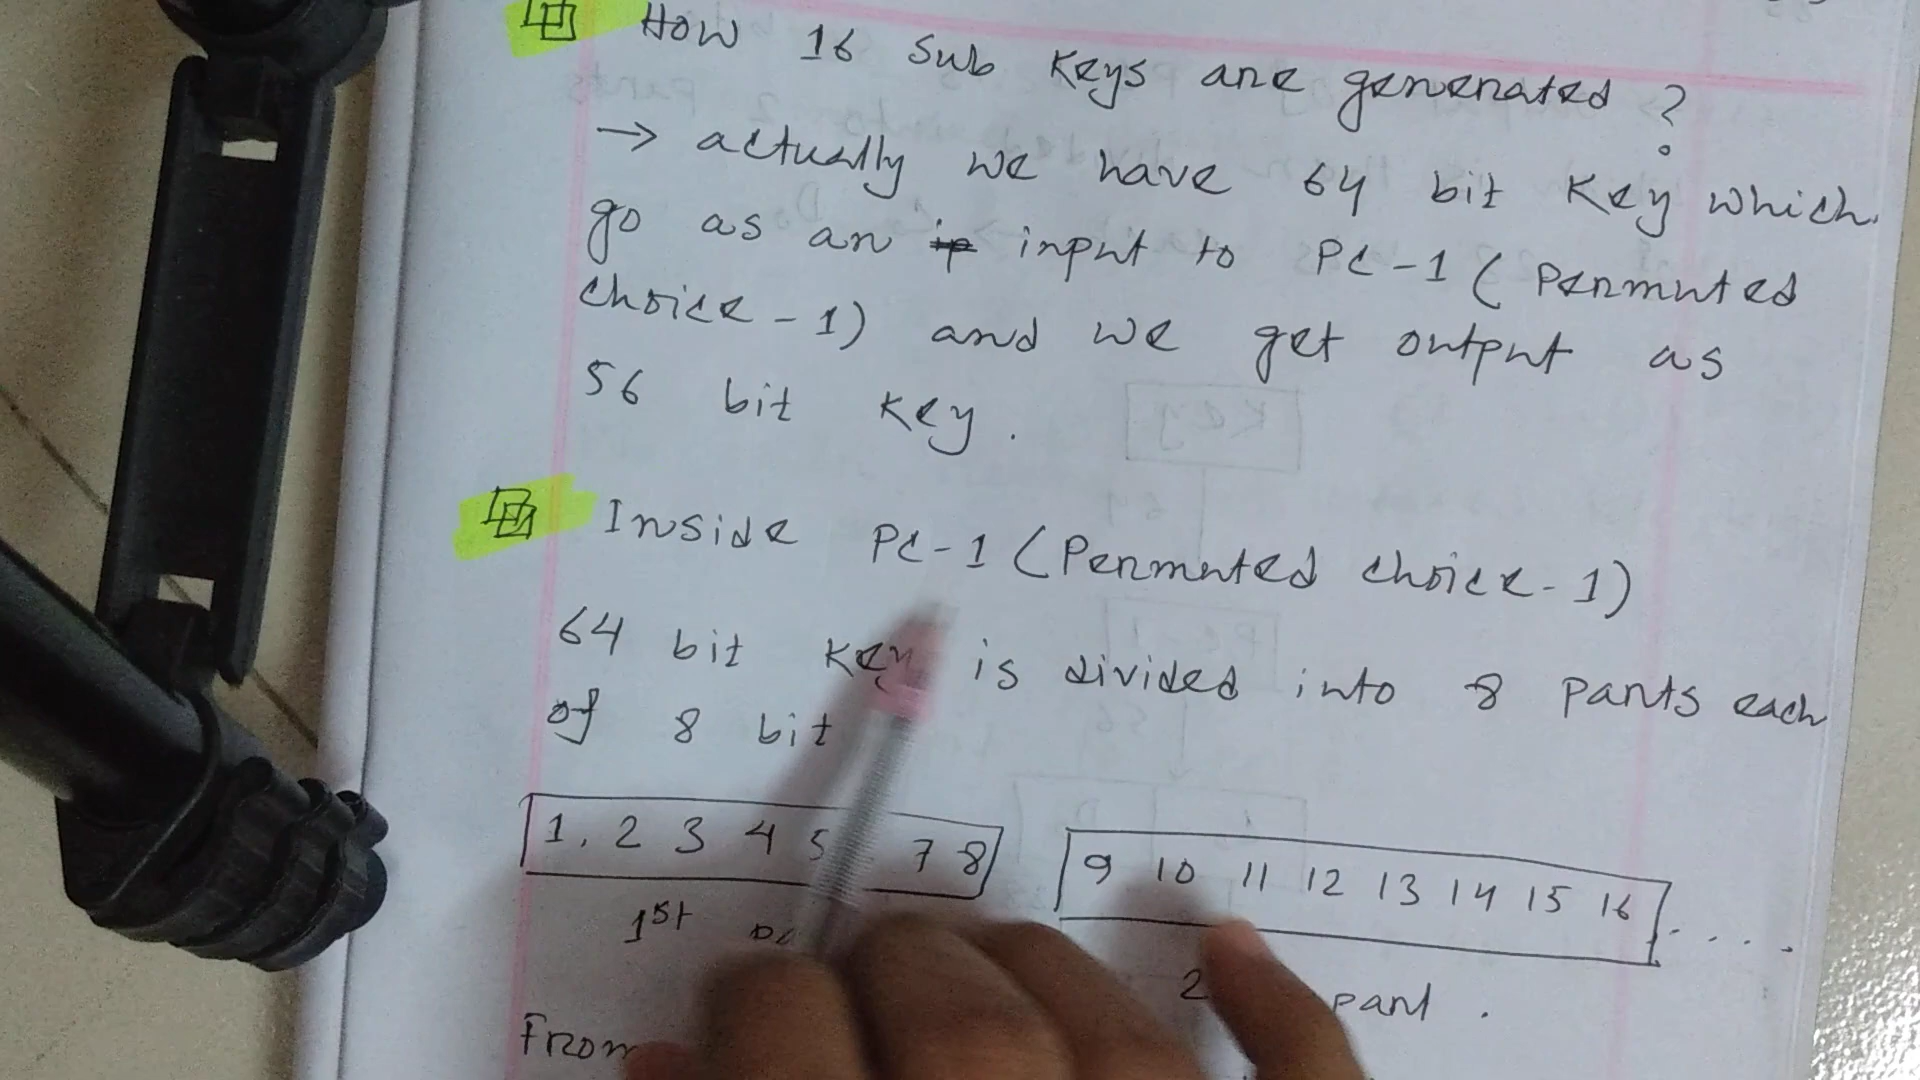 How 16 sub keys are generated?
→ actually we have 64 bit key which
go as an input to PC-1 (Permuted
choice-1) and we get output as
56 bit key.
Inside PC-1 (Permuted choice-1)
64 bit key is divided into 8 parts each
of 8 bit
1, 2 3 4 5 7 8 9 10 11 12 13 14 15 16 ....
1st 2 part.
From